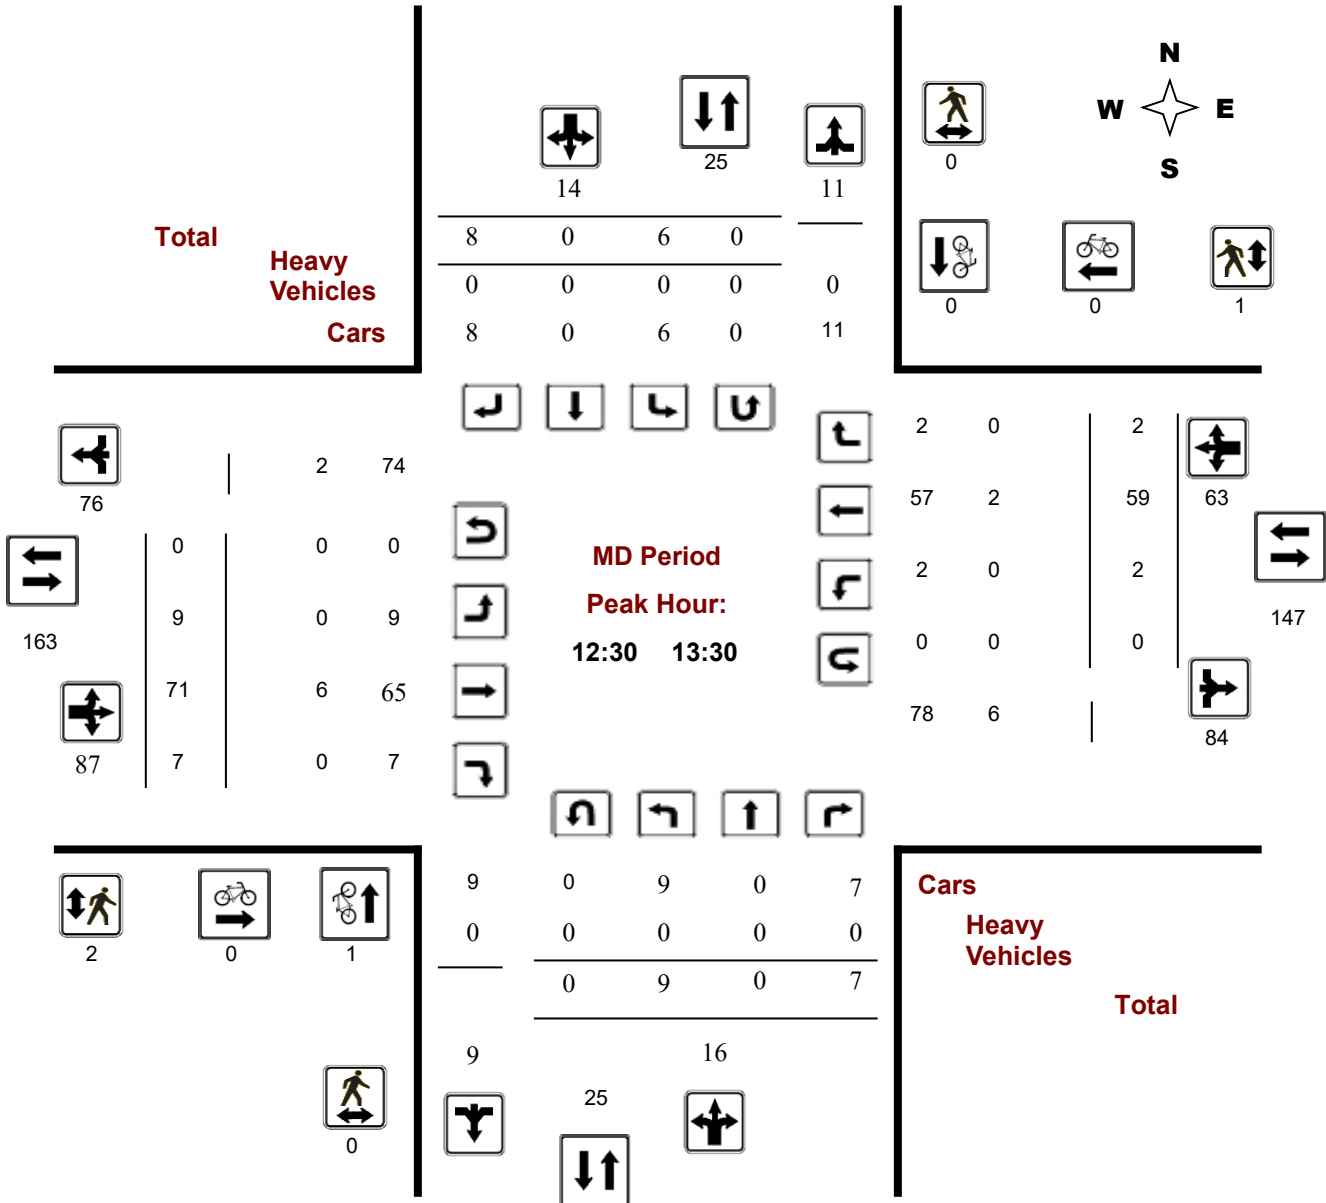 N
W E
S
25
0
14
11
Total
8 0 6 0
Heavy
Vehicles
0 0 0 0 0
0 0 1
Cars
8 0 6 0 11
2 0 2
2 74
76
57 2 59 63
0 0 0
MD Period
2 0 2
9 0 9
Peak Hour:
147
163
12:30 13:30
0 0 0
71 6 65
78 6
84
87 7 0 7
9 0 9 0 7
Cars
0 0 0 0 0
Heavy
Vehicles
2 0 1
0 9 0 7
Total
9 16
25
0